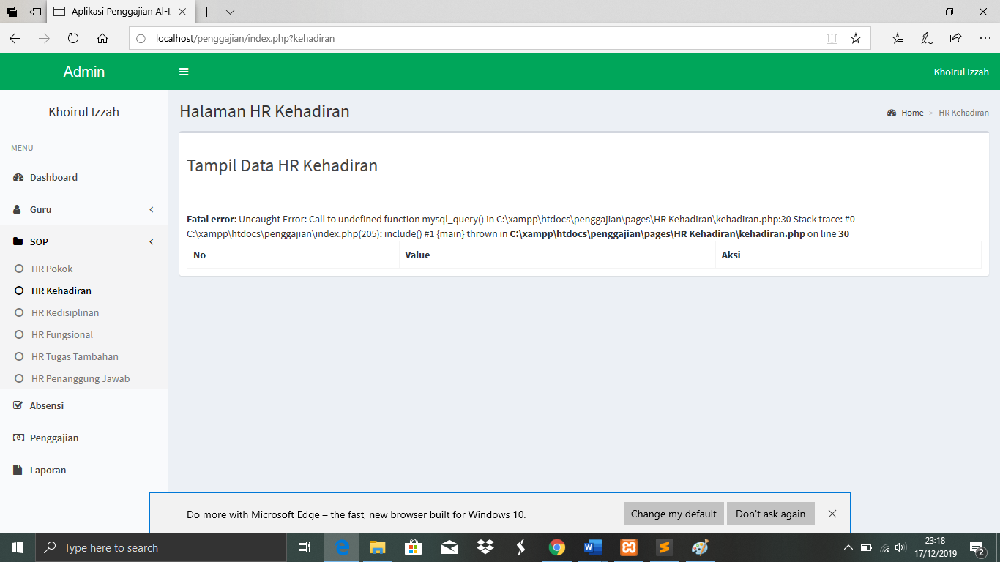 Aplikasi Penggajian Al-I.
localhost/penggajian/index.php?kehadiran
Admin
Khoirul Izzah
Khoirul Izzah
MENU
Dashboard
Guru
SOP
HR Pokok
HR Kehadiran
HR Kedisiplinan
HR Fungsional
HR Tugas Tambahan
HR Penanggung Jawab
Absensi
Penggajian
Laporan
Halaman HR Kehadiran
Home > HR Kehadiran
Tampil Data HR Kehadiran
Fatal error: Uncaught Error: Call to undefined function mysql_query() in C:\xampp\htdocs\penggajian\pages\HR Kehadiran\kehadiran.php:30 Stack trace: #0
C:\xampp\htdocs\penggajian\index.php(205): include() #1 {main} thrown in C:\xampp\htdocs\penggajian\pages\HR Kehadiran\kehadiran.php on line 30
No Value Aksi
Do more with Microsoft Edge – the fast, new browser built for Windows 10.
Change my default
Don't ask again
Type here to search
23:18
17/12/2019
2